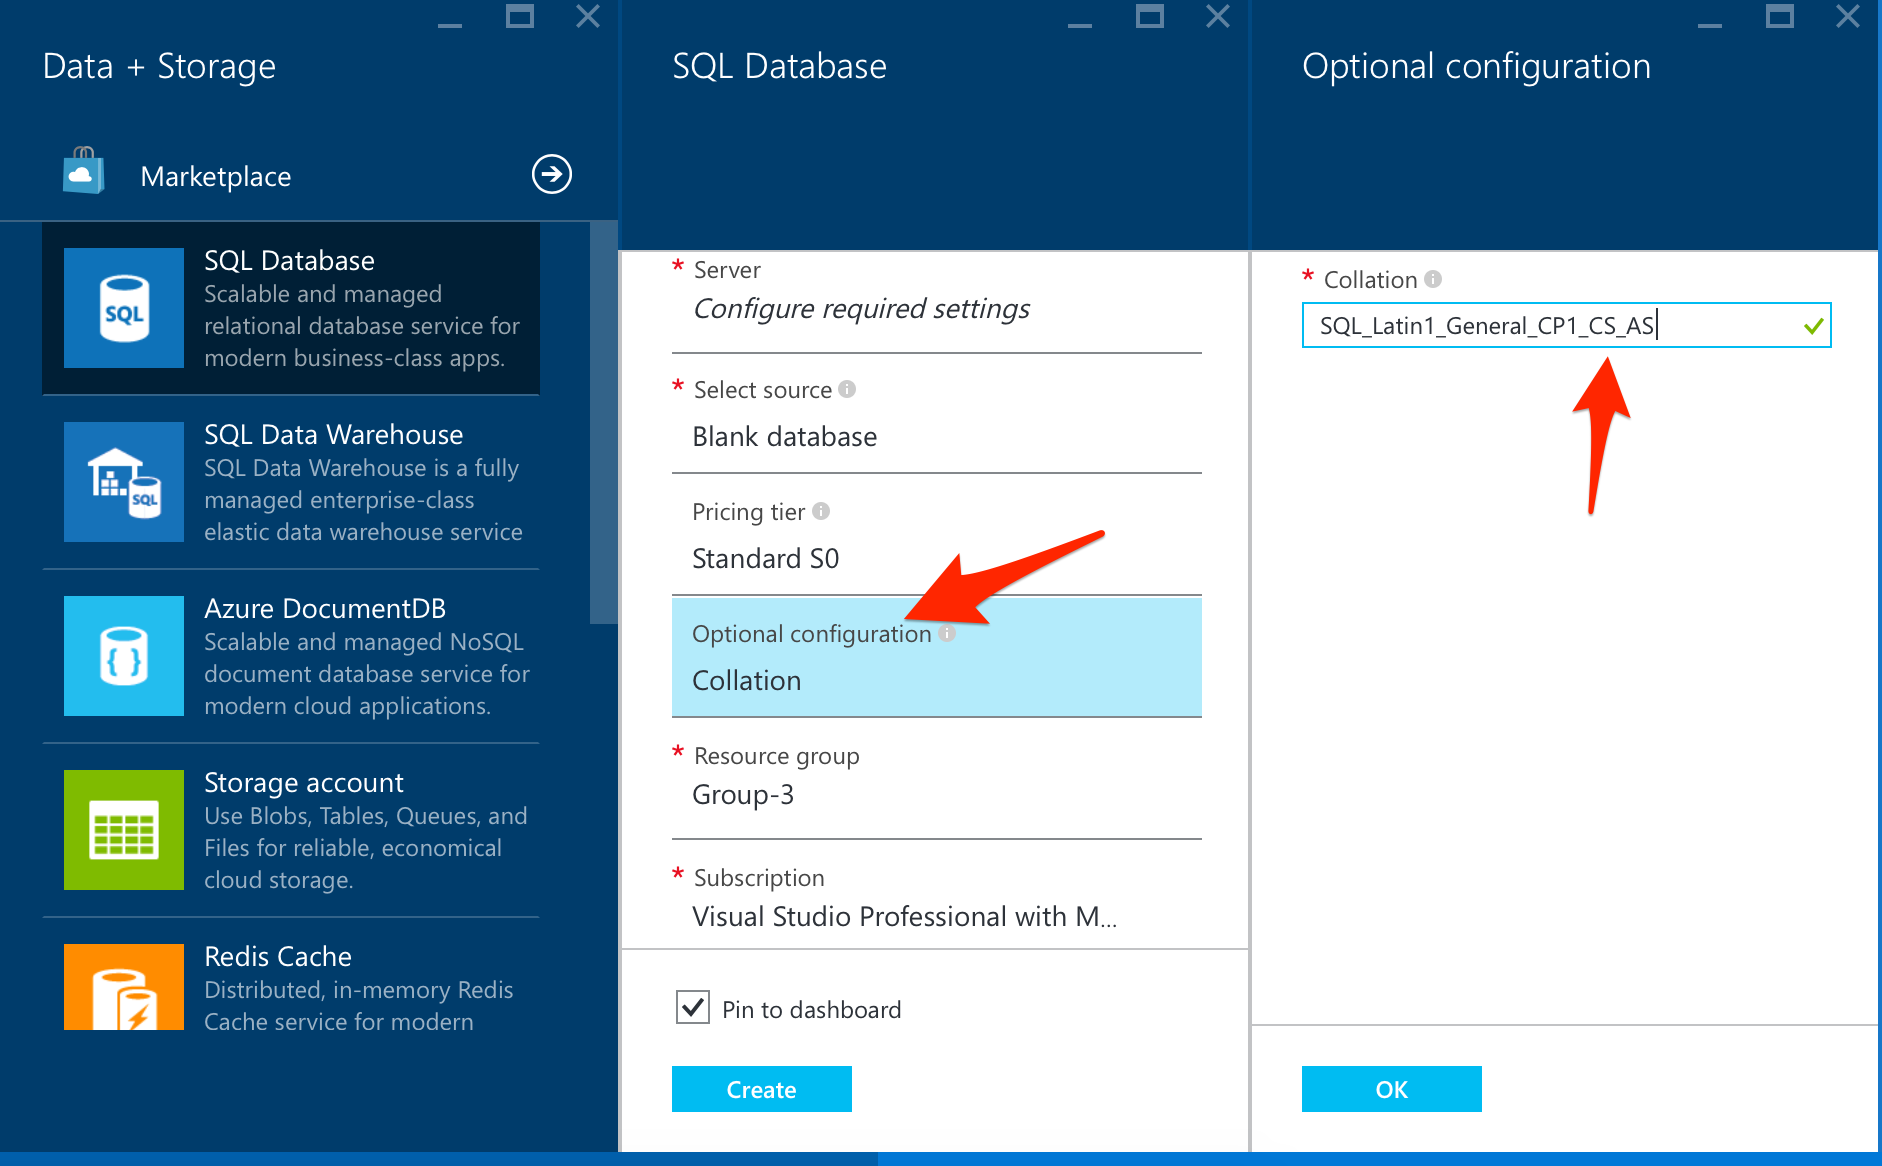 Data + Storage
Marketplace
SQL
SQL Database
Scalable and managed
relational database service for
modern business-class apps.
SQL
SQL Data Warehouse
SQL Data Warehouse is a fully
managed enterprise-class
elastic data warehouse service
Azure DocumentDB
Scalable and managed NoSQL
document database service for
modern cloud applications.
Storage account
Use Blobs, Tables, Queues, and
Files for reliable, economical
cloud storage.
Redis Cache
Distributed, in-memory Redis
Cache service for modern
SQL Database
* Server
Configure required settings
* Select source
Blank database
Pricing tier
Standard S0
Optional configuration
Collation
* Resource group
Group-3
* Subscription
Visual Studio Professional with M...
Pin to dashboard
Create
Optional configuration
* Collation
SQL_Latin1_General_CP1_CS_AS
OK